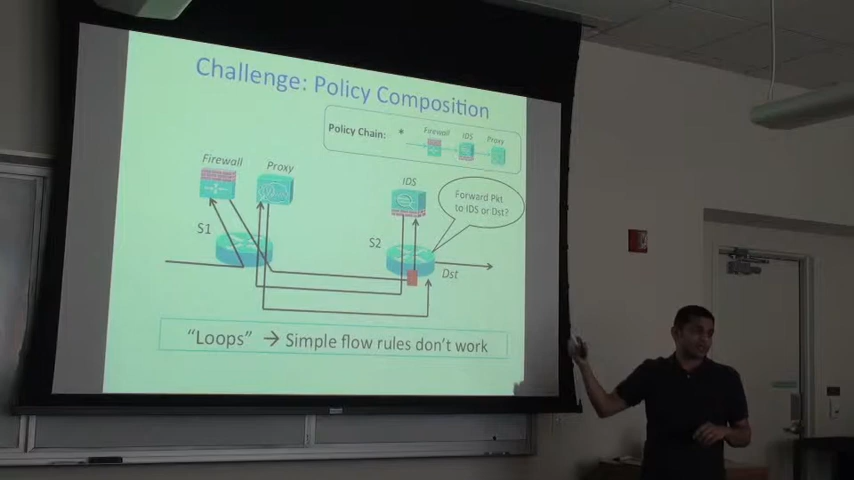 Challenge: Policy Composition
Policy Chain: *
Firewall
IDS
Proxy
Firewall
Proxy
IDS
Forward Pkt
to IDS or Dst?
S1
S2
Dst
"Loops" → Simple flow rules don't work